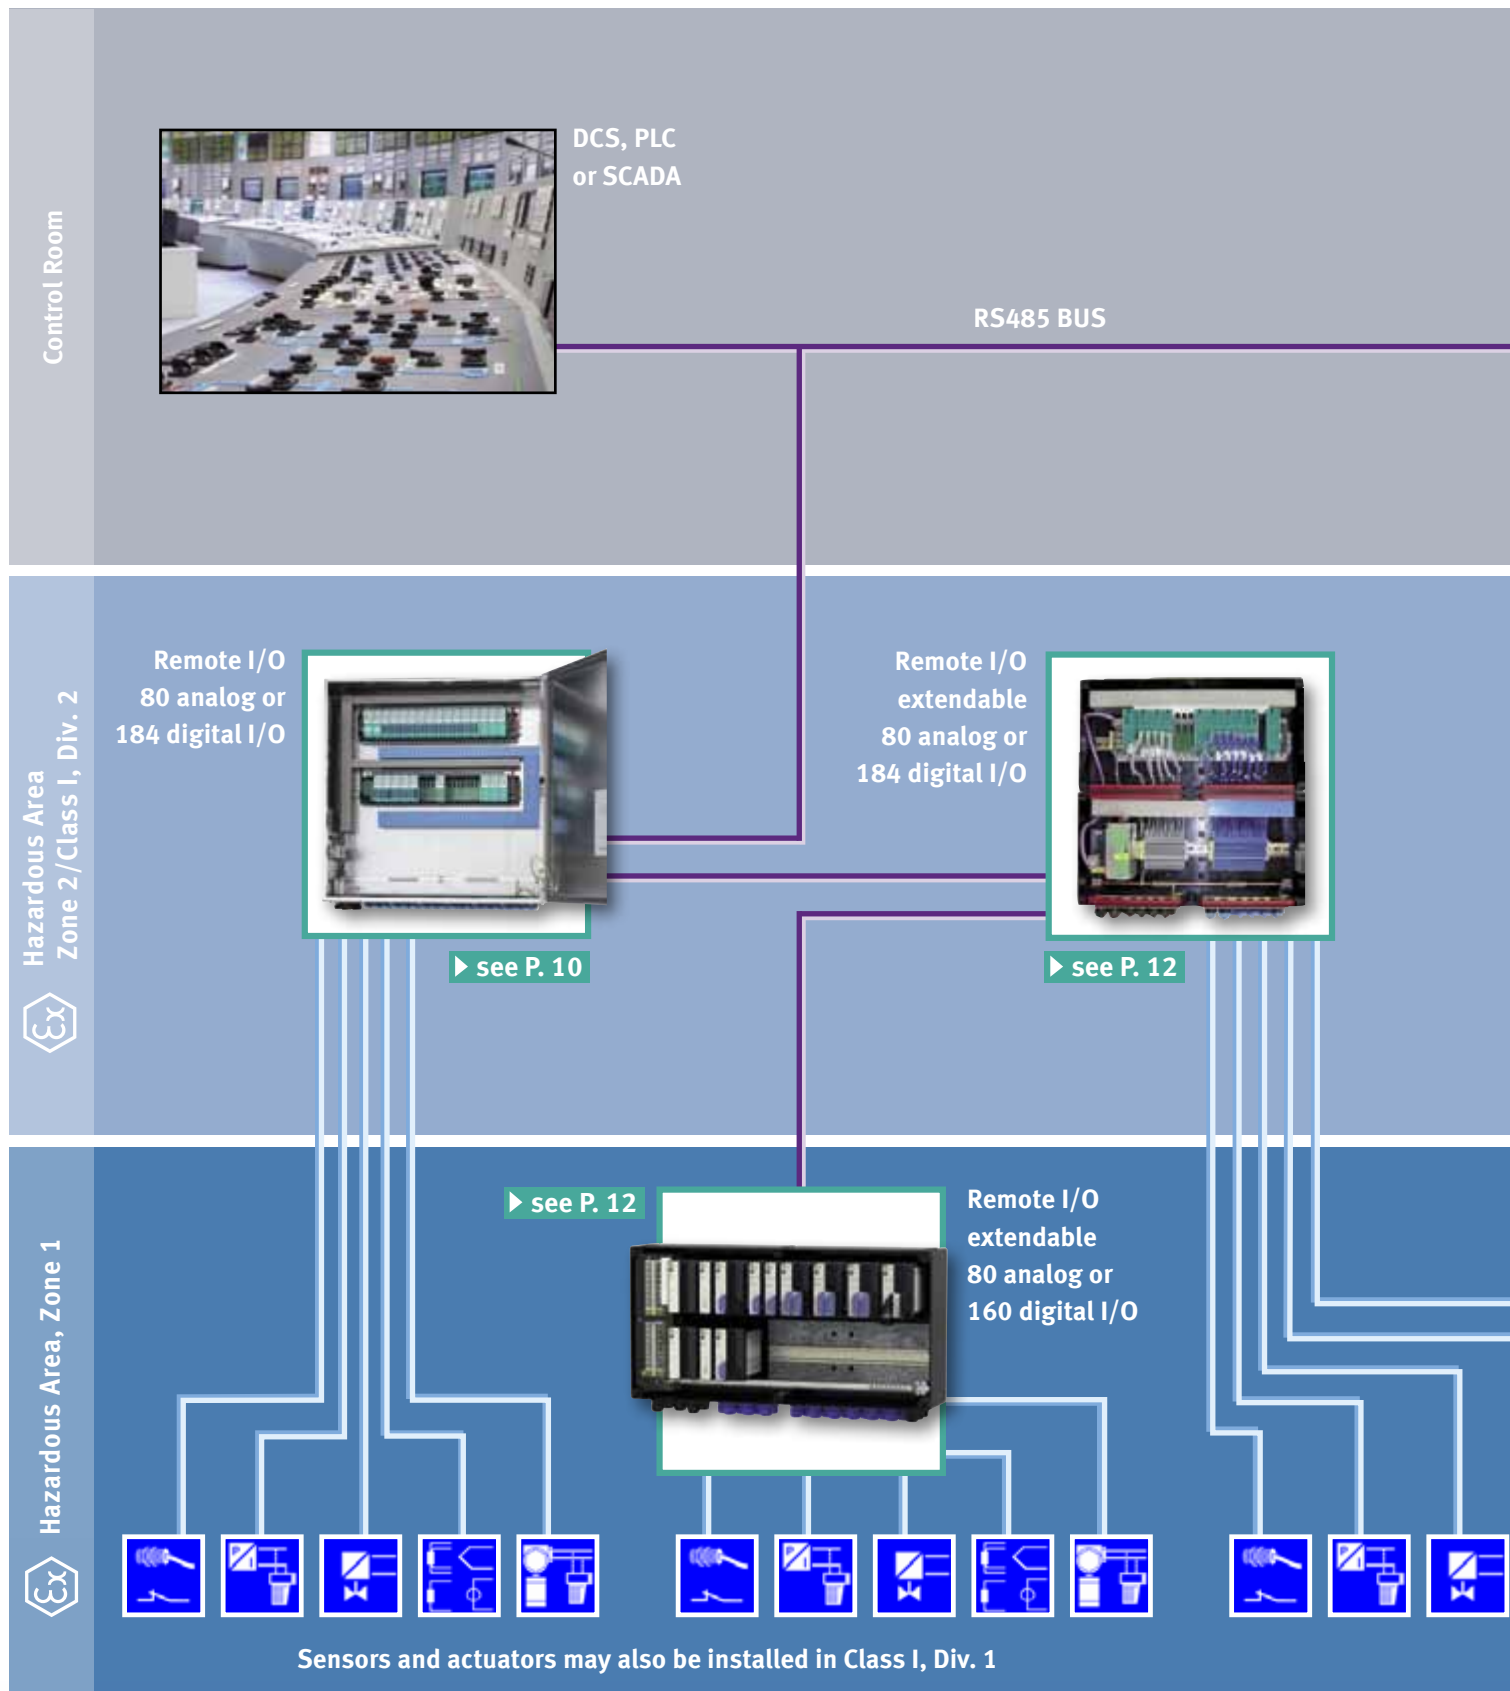 Control Room
DCS, PLC
or SCADA
RS485 BUS
Hazardous Area
Zone 2/Class I, Div. 2
Ex
Remote I/O
80 analog or
184 digital I/O
see P. 10
Remote I/O
extendable
80 analog or
184 digital I/O
see P. 12
Hazardous Area, Zone 1
Ex
see P. 12
Remote I/O
extendable
80 analog or
160 digital I/O
P
I
P
I
P
I
Sensors and actuators may also be installed in Class I, Div. 1